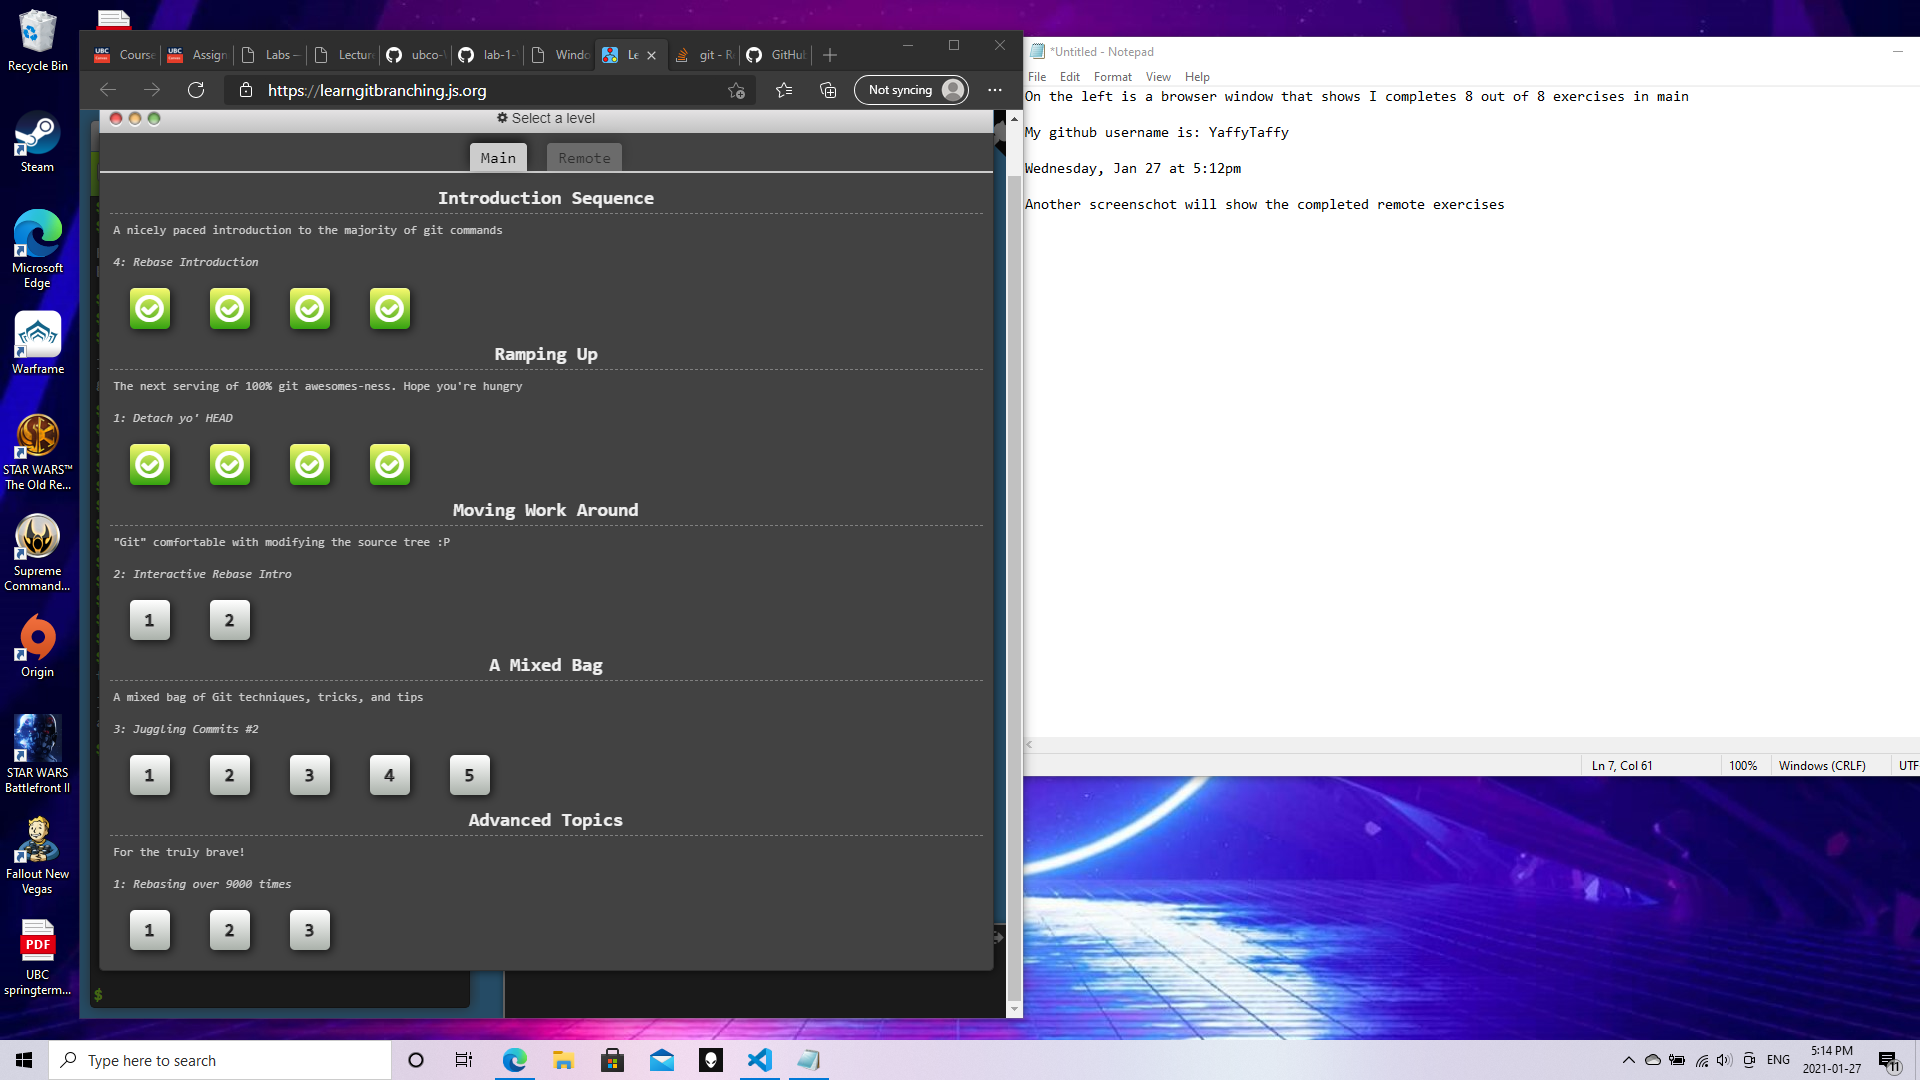 Recycle Bin
Steam
Microsoft
Edge
Warframe
STAR WARS™
The Old Re...
Supreme
Command...
Origin
STAR WARS
Battlefront II
Fallout New
Vegas
PDF
UBC
springterm...
UBC
Course
UBC
Assign
Labs –
Lectur
ubco-
lab-1-
Windo
Le
git - R
GitHub
https://learngitbranching.js.org
Not syncing
Select a level
Main
Remote
Introduction Sequence
A nicely paced introduction to the majority of git commands
4: Rebase Introduction
Ramping Up
The next serving of 100% git awesomes-ness. Hope you're hungry
1: Detach yo' HEAD
Moving Work Around
"Git" comfortable with modifying the source tree :P
2: Interactive Rebase Intro
1 2
A Mixed Bag
A mixed bag of Git techniques, tricks, and tips
3: Juggling Commits #2
1 2 3 4 5
Advanced Topics
For the truly brave!
1: Rebasing over 9000 times
1 2 3
$
*Untitled - Notepad
File Edit Format View Help
On the left is a browser window that shows I completes 8 out of 8 exercises in main
My github username is: YaffyTaffy
Wednesday, Jan 27 at 5:12pm
Another screenschot will show the completed remote exercises
Ln 7, Col 61
100%
Windows (CRLF)
UTF
Type here to search
ENG
5:14 PM
2021-01-27
11